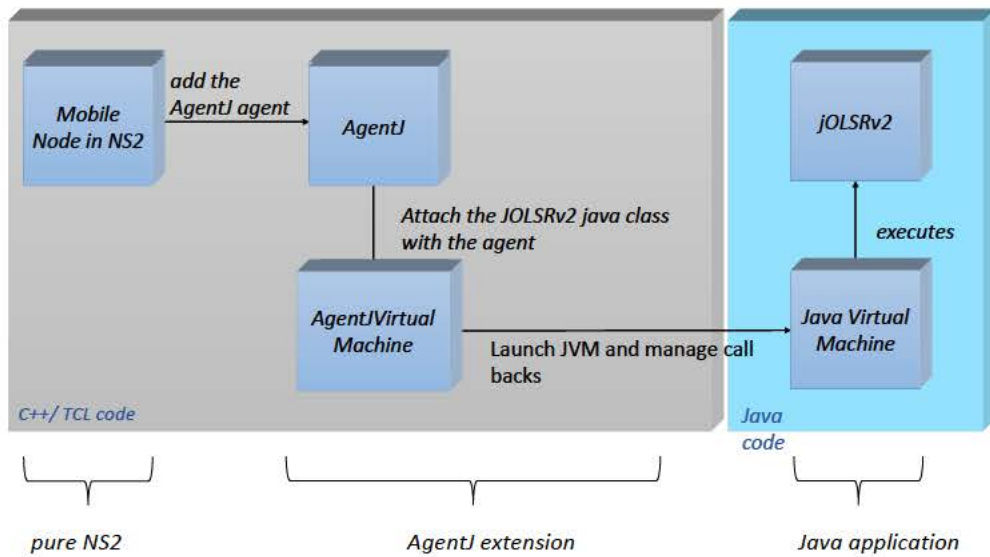 Mobile
Node in NS2
add the
AgentJ agent
AgentJ
jOLSRv2
Attach the JOLSRv2 java class
with the agent
executes
AgentJVirtual
Machine
Launch JVM and manage call
backs
Java Virtual
Machine
C++/ TCL code
Java
code
pure NS2
AgentJ extension
Java application